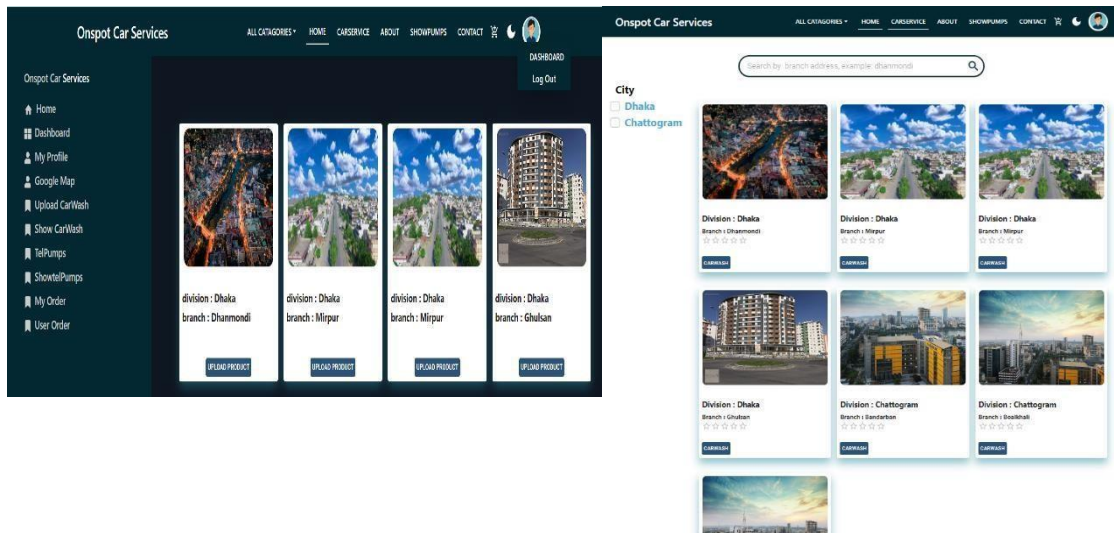 Onspot Car Services
ALL CATAGORIES HOME CARSERVICE ABOUT SHOWPUMPS CONTACT
DASHBOARD
Log Out
Onspot Car Services
Home
Dashboard
My Profile
Google Map
Upload CarWash
Show CarWash
TelPumps
ShowtelPumps
My Order
User Order
division : Dhaka
branch : Dhanmondi
UPLOAD PRODUCT
division : Dhaka
branch : Mirpur
UPLOAD PRODUCT
division : Dhaka
branch : Mirpur
UPLOAD PRODUCT
division : Dhaka
branch : Ghulsan
UPLOAD PRODUCT
Onspot Car Services
ALL CATAGORIES HOME CARSERVICE ABOUT SHOWPUMPS CONTACT
Search by branch address, example: dhanmondi
City
Dhaka
Chattogram
Division : Dhaka
Branch : Dhanmondi
CARWASH
Division : Dhaka
Branch : Mirpur
CARWASH
Division : Dhaka
Branch : Mirpur
CARWASH
Division : Dhaka
Branch : Ghulsan
CARWASH
Division : Chattogram
Branch : Bandarban
CARWASH
Division : Chattogram
Branch : Boalkhali
CARWASH